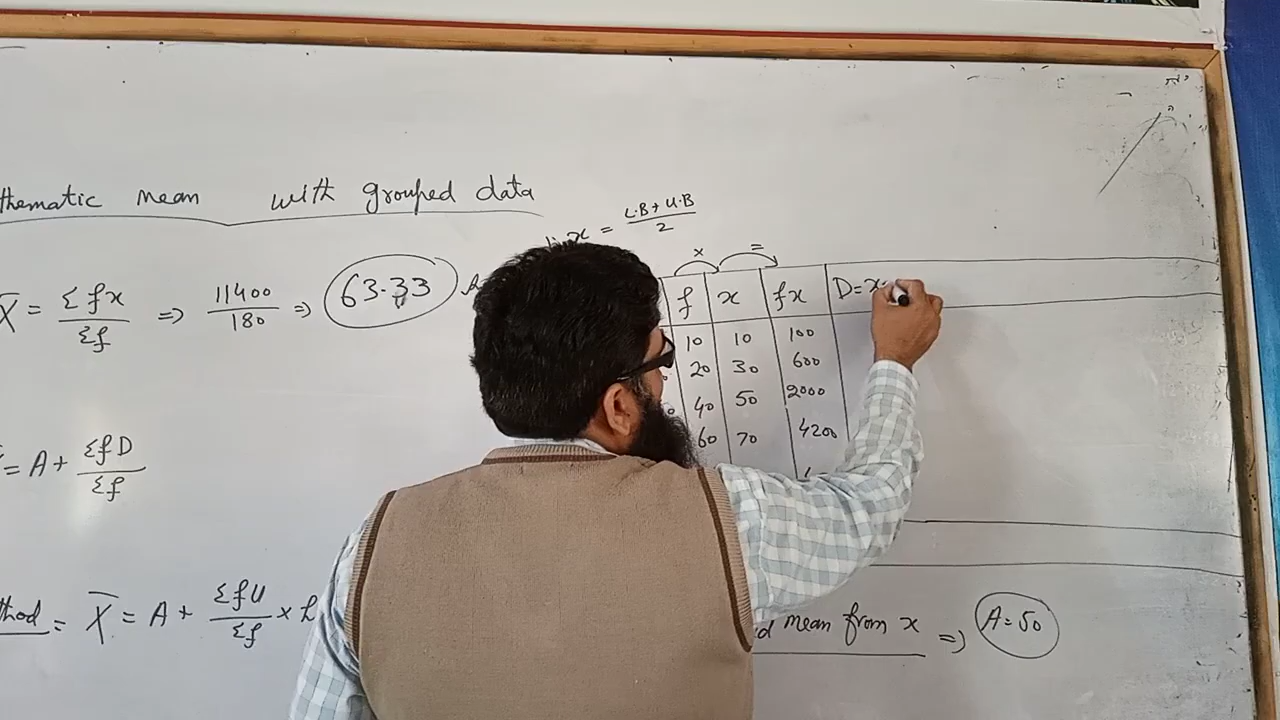 thematic mean with grouped data
x = L.B + U.B / 2
X̄ = Σfx / Σf ⇒ 11400 / 180 ⇒ 63.33
x =
f x fx D=x-
10 10 100
20 30 600
40 50 2000
60 70 4200
= A + ΣfD / Σf
thod = X̄ = A + ΣfU / Σf × h
mean from x ⇒ A = 50